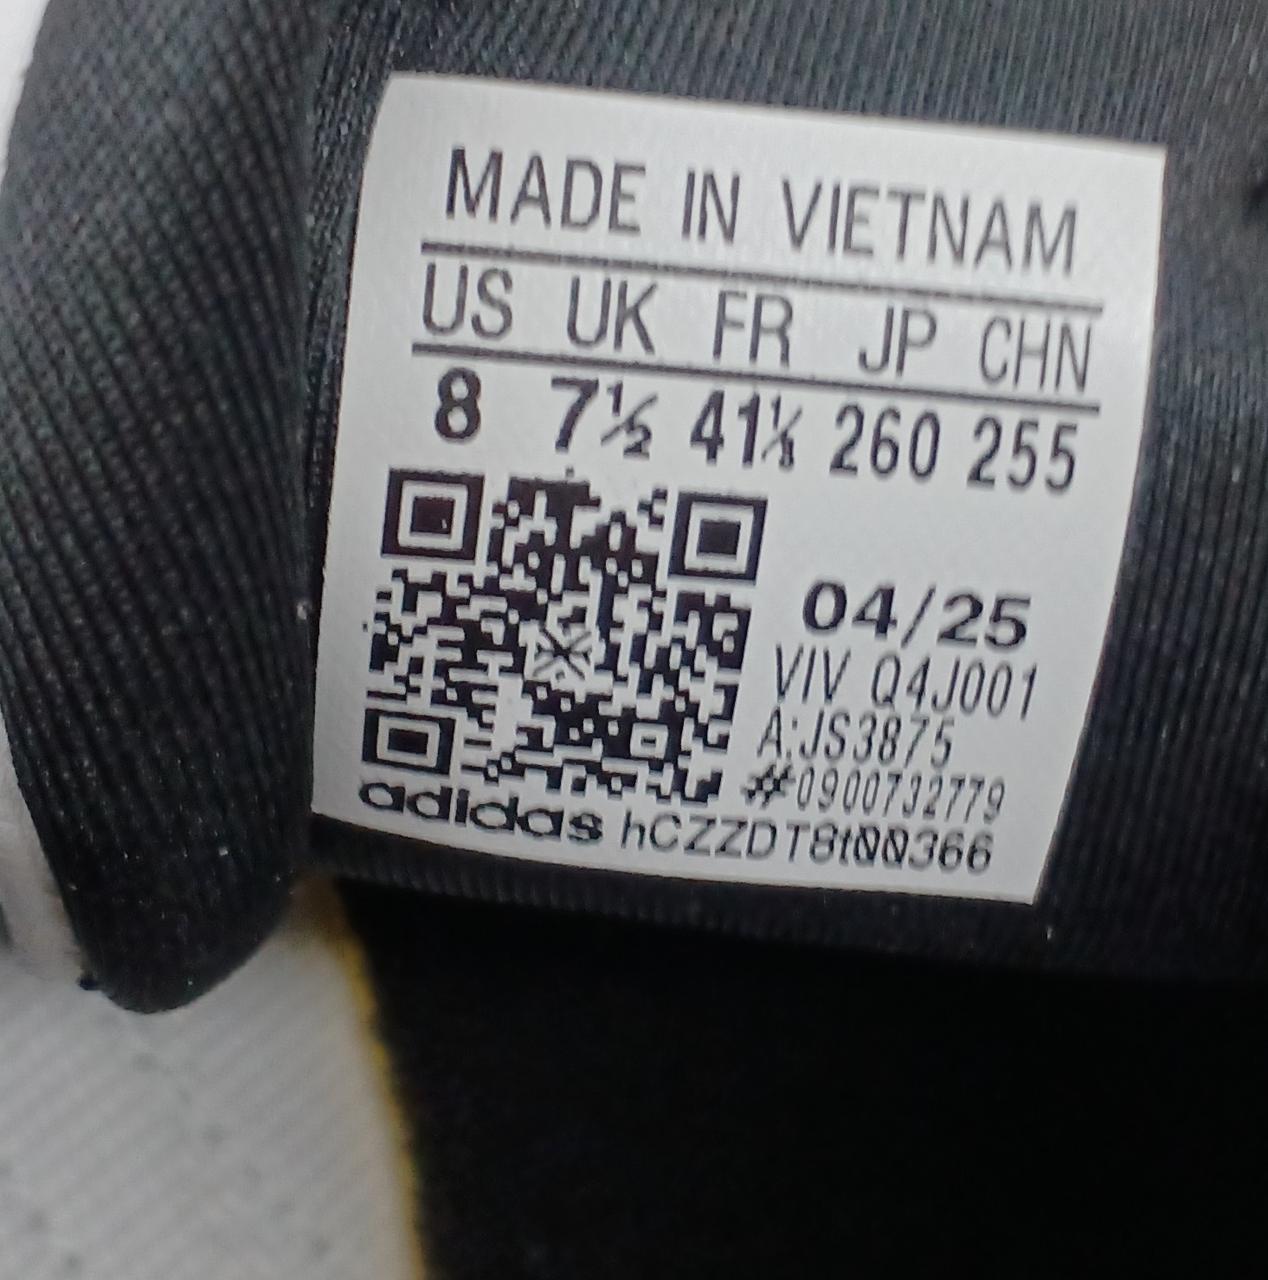 MADE IN VIETNAM
US UK FR JP CHN
8 7½ 41⅓ 260 255
04/25
VIV Q4J001
A:JS3875
#0900732779
adidas hCZZDT8t00366